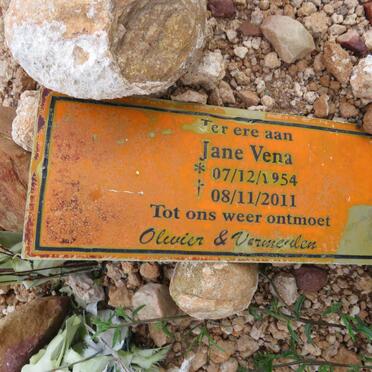 Ter ere aan
Jane Vena
* 07/12/1954
† 08/11/2011
Tot ons weer ontmoet
Olivier & Vermeulen